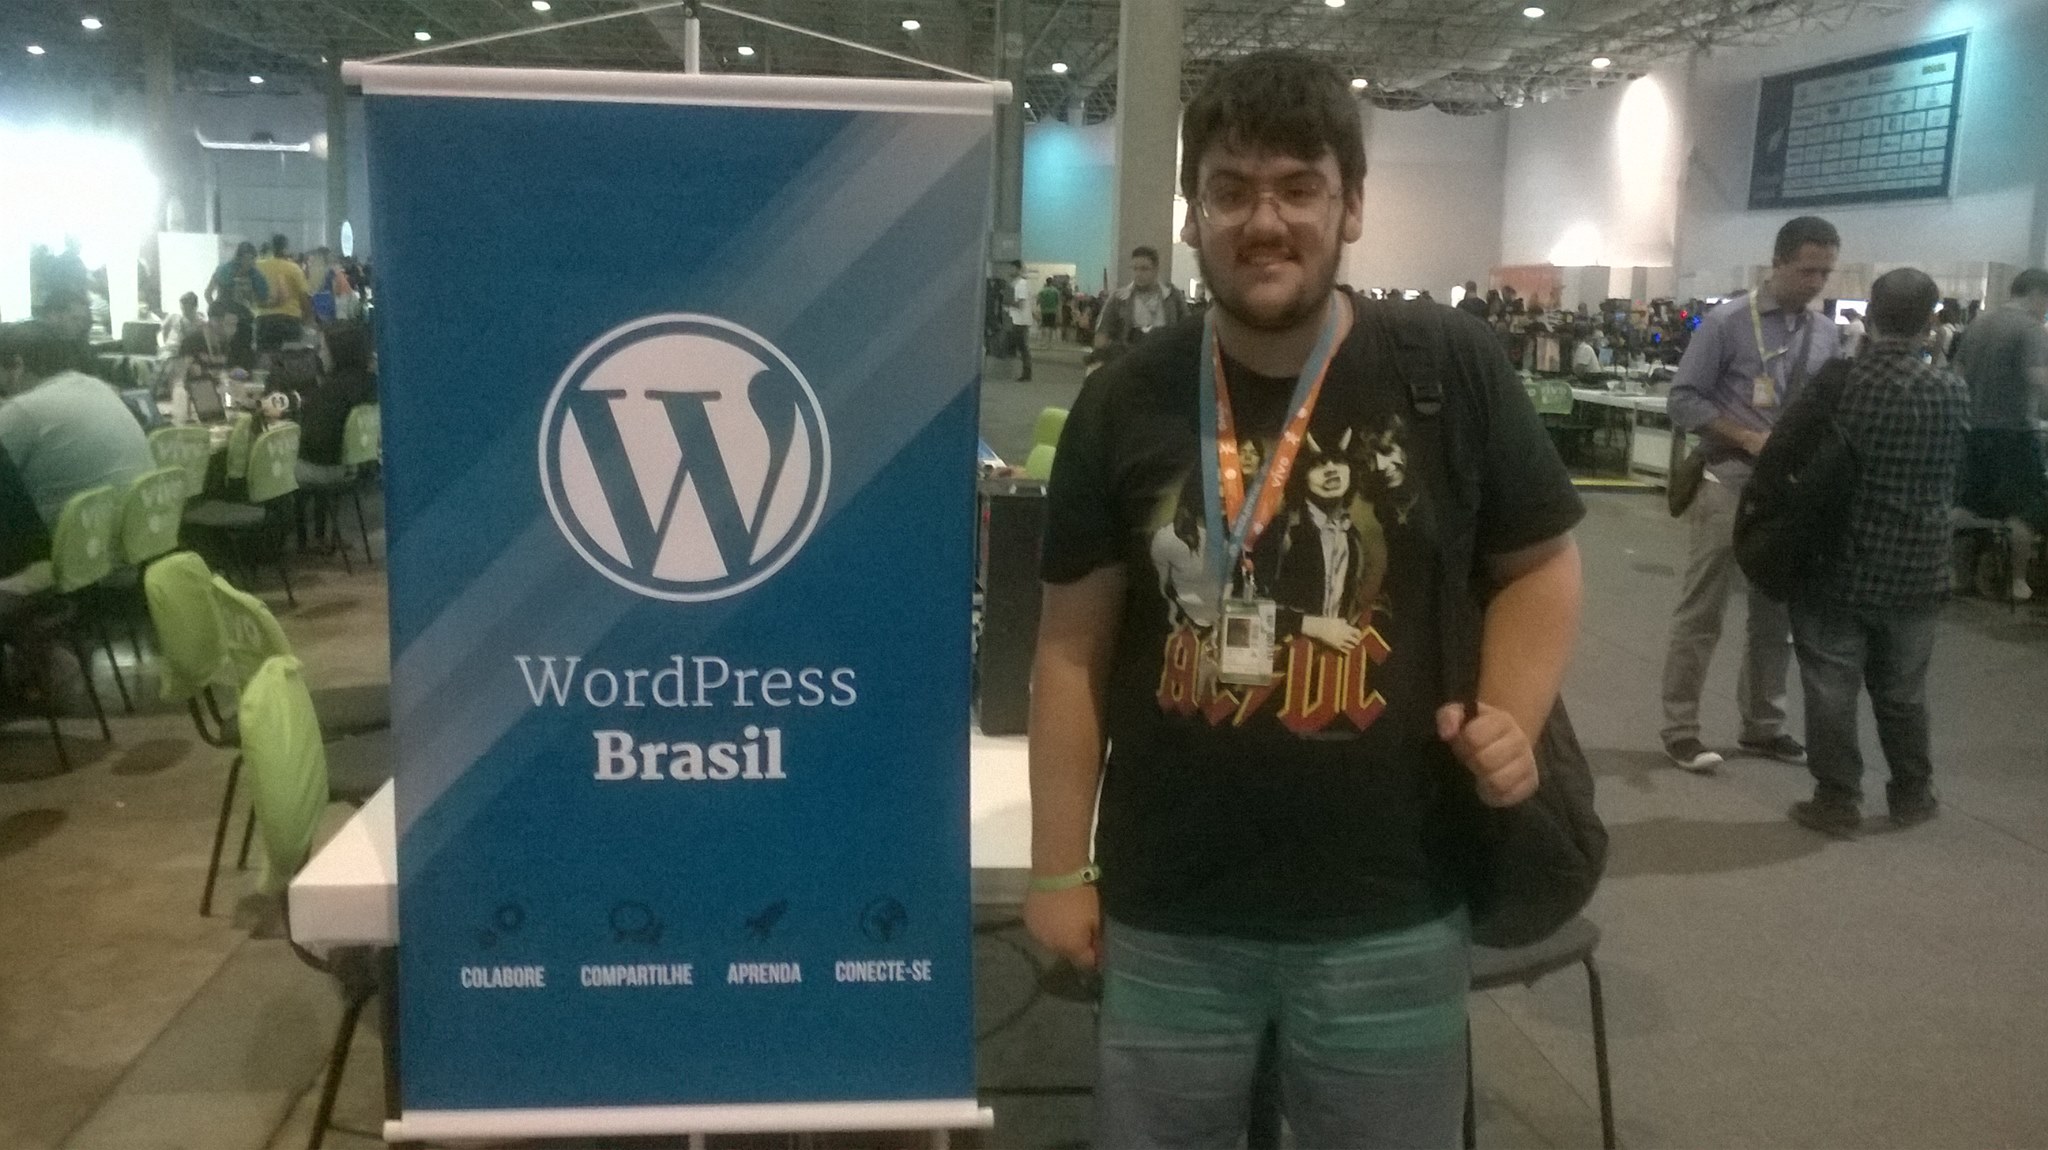 W
WordPress
Brasil
COLABORE COMPARTILHE APRENDA CONECTE-SE
vivo
AC/DC